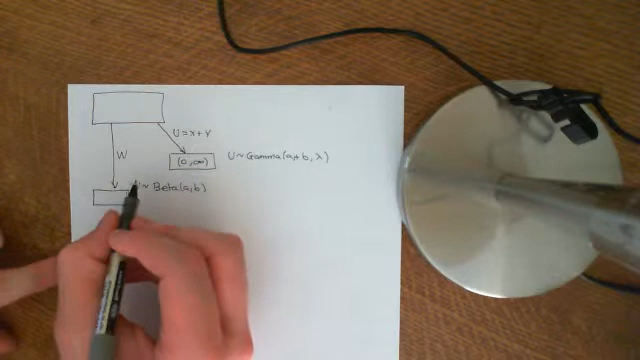 U=X+Y
W
(0,∞)
U~Gamma(a+b, λ)
~ Beta(a,b)